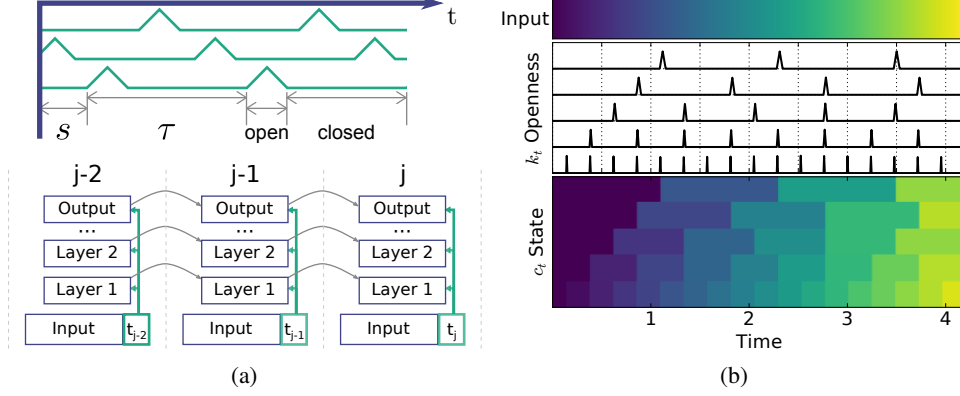 t
s
τ
open
closed
j-2
j-1
j
Output
Output
Output
...
...
...
Layer 2
Layer 2
Layer 2
Layer 1
Layer 1
Layer 1
Input t_{j-2}
Input t_{j-1}
Input t_j
(a)
Input
k_t Openness
c_t State
1 2 3 4
Time
(b)